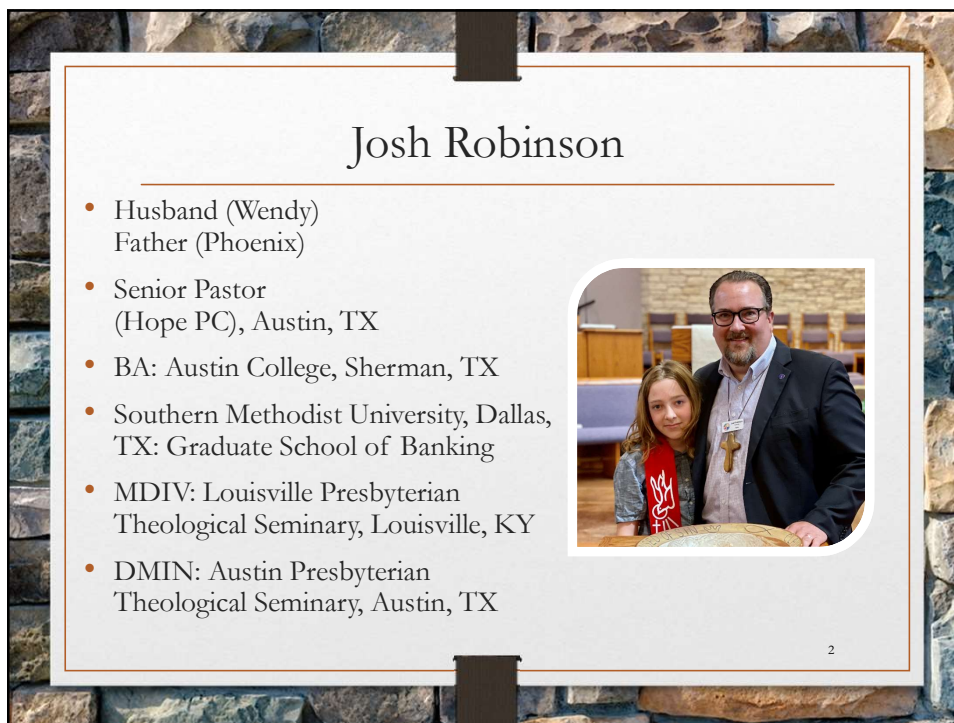 Josh Robinson
• Husband (Wendy)
Father (Phoenix)
• Senior Pastor
(Hope PC), Austin, TX
• BA: Austin College, Sherman, TX
• Southern Methodist University, Dallas,
TX: Graduate School of Banking
• MDIV: Louisville Presbyterian
Theological Seminary, Louisville, KY
• DMIN: Austin Presbyterian
Theological Seminary, Austin, TX
2